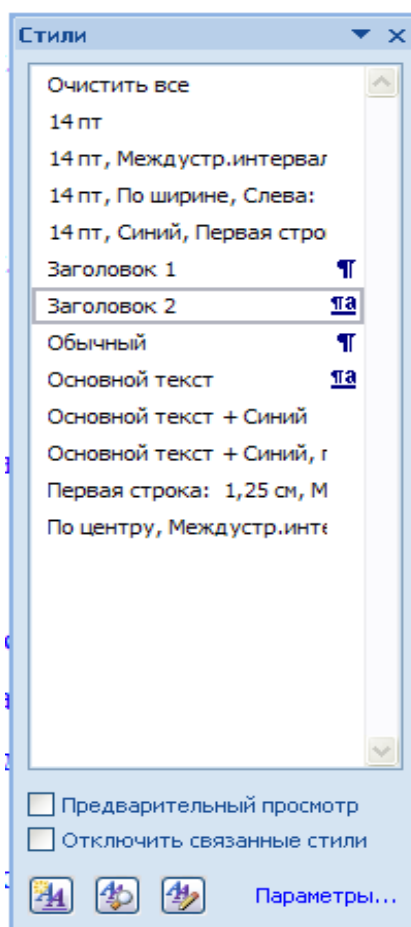 Стили
Очистить все
14 пт
14 пт, Междустр.интервал
14 пт, По ширине, Слева:
14 пт, Синий, Первая стро
Заголовок 1
Заголовок 2
Обычный
Основной текст
Основной текст + Синий
Основной текст + Синий, п
Первая строка: 1,25 см, М
По центру, Междустр.инте
Предварительный просмотр
Отключить связанные стили
Параметры...